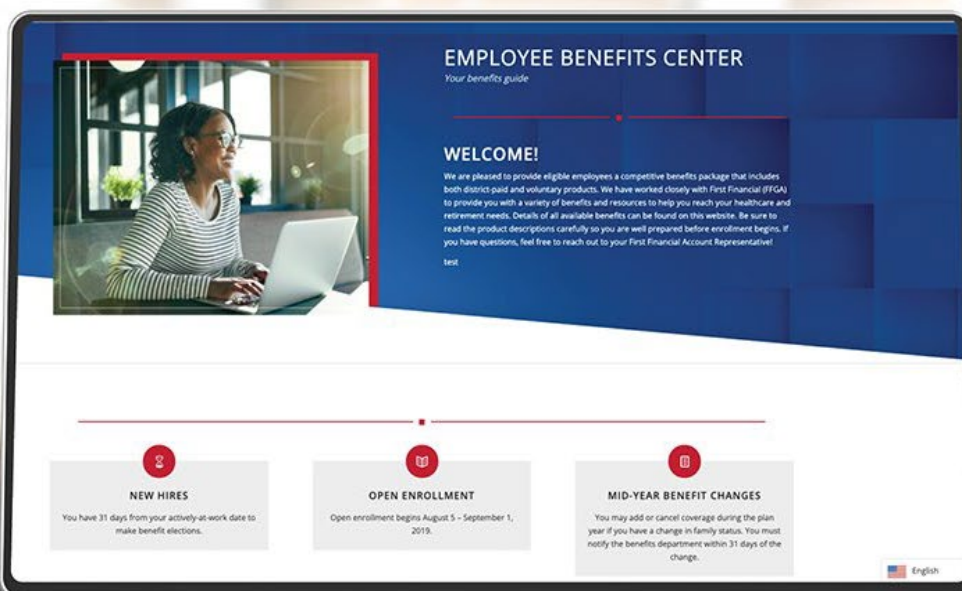 EMPLOYEE BENEFITS CENTER
Your benefits guide
WELCOME!
We are pleased to provide eligible employees a competitive benefits package that includes
both district-paid and voluntary products. We have worked closely with First Financial (FFGA)
to provide you with a variety of benefits and resources to help you reach your healthcare and
retirement needs. Details of all available benefits can be found on this website. Be sure to
read the product descriptions carefully so you are well prepared before enrollment begins. If
you have questions, feel free to reach out to your First Financial Account Representative!
test
NEW HIRES
You have 31 days from your actively-at-work date to
make benefit elections.
OPEN ENROLLMENT
Open enrollment begins August 5 – September 1,
2019.
MID-YEAR BENEFIT CHANGES
You may add or cancel coverage during the plan
year if you have a change in family status. You must
notify the benefits department within 31 days of the
change.
English